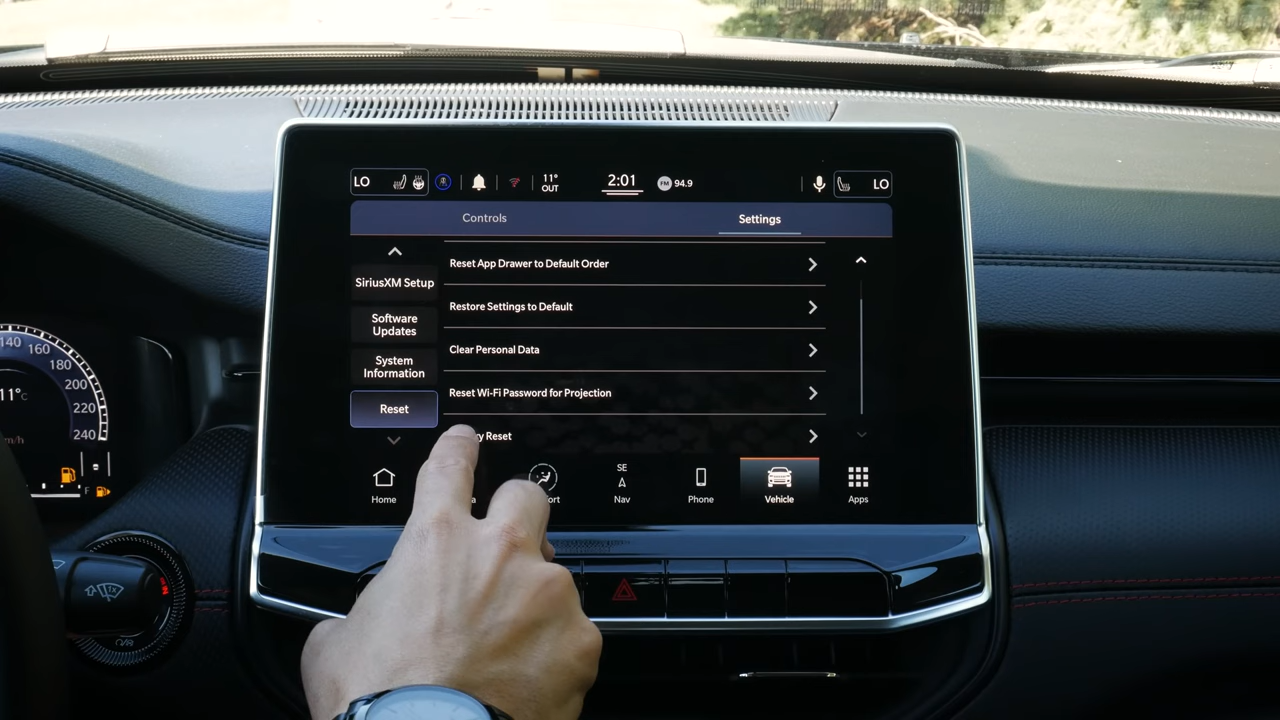 LO
11°
OUT
2:01
FM 94.9
LO
Controls
Settings
Reset App Drawer to Default Order
SiriusXM Setup
Restore Settings to Default
Software
Updates
Clear Personal Data
System
Information
Reset Wi-Fi Password for Projection
Reset
Reset
SE
Home
Nav
Phone
Vehicle
Apps
140
160
180
200
220
240
11°C
F
1x
O/R